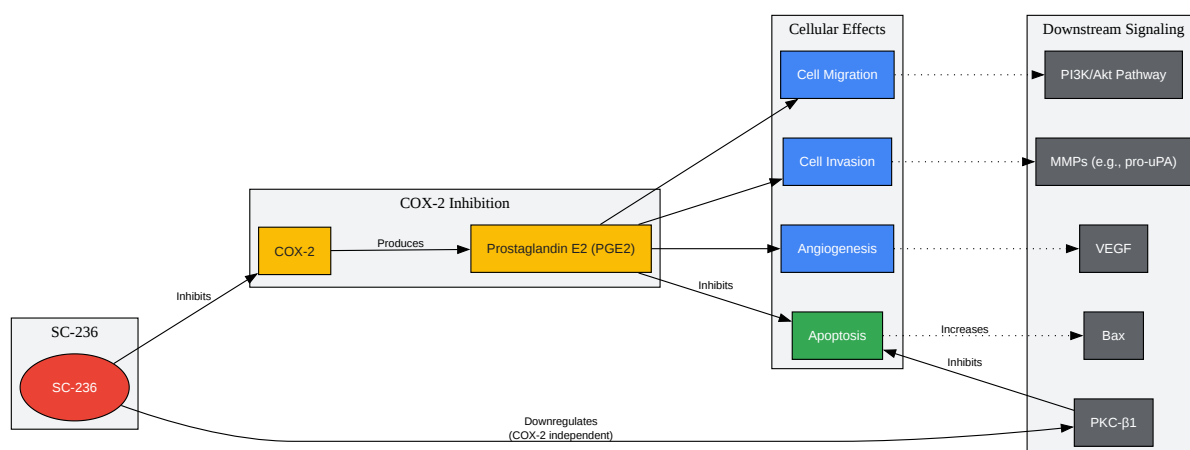 Cellular Effects
Downstream Signaling
Cell Migration
PI3K/Akt Pathway
Cell Invasion
MMPs (e.g., pro-uPA)
COX-2 Inhibition
COX-2
Produces
Prostaglandin E2 (PGE2)
Angiogenesis
VEGF
Inhibits
Inhibits
SC-236
SC-236
Apoptosis
Increases
Bax
Inhibits
Downregulates
(COX-2 independent)
PKC-β1